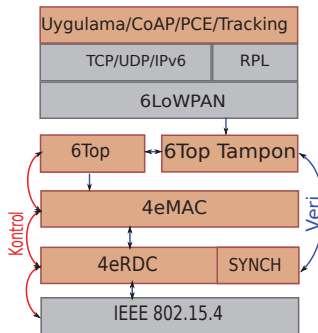 Uygulama/CoAP/PCE/Tracking
TCP/UDP/IPv6 RPL
6LoWPAN
6Top 6Top Tampon
4eMAC
Kontrol
Veri
4eRDC SYNCH
IEEE 802.15.4